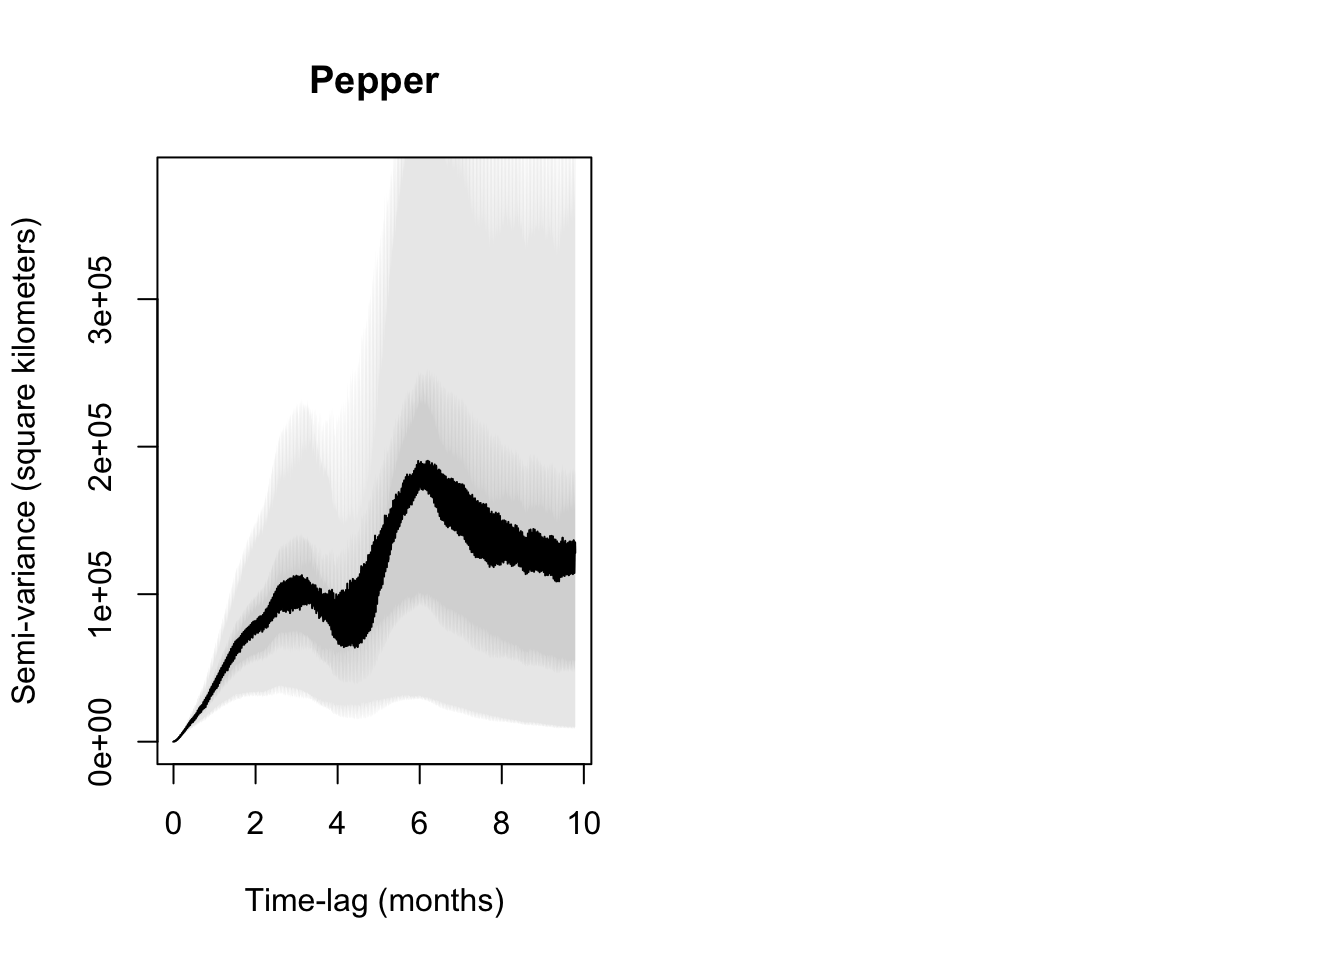 Pepper
Semi-variance (square kilometers)
3e+05
2e+05
1e+05
0e+00
0 2 4 6 8 10
Time-lag (months)